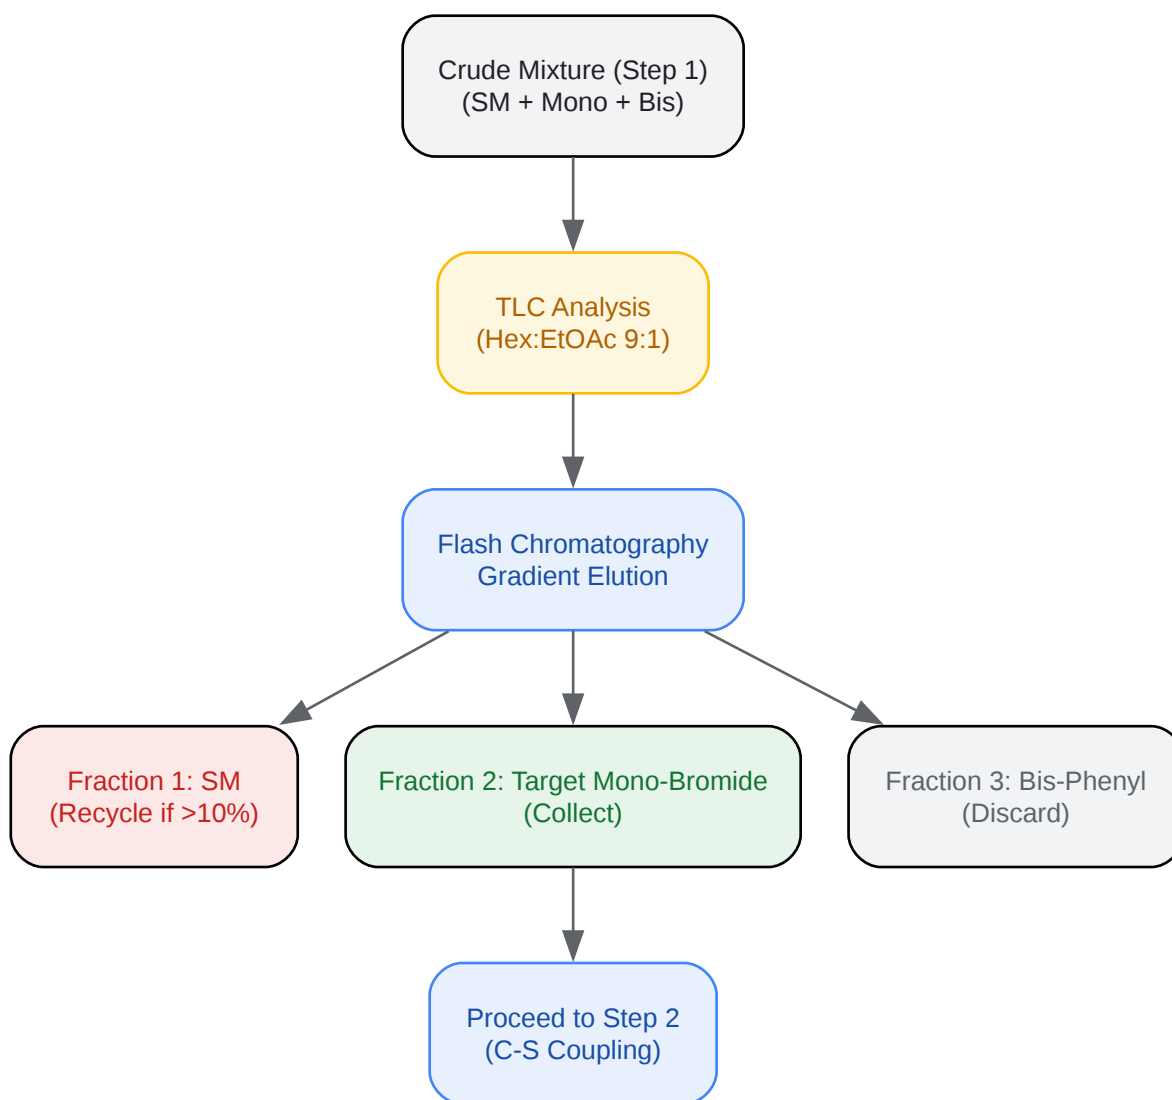 Crude Mixture (Step 1)
(SM + Mono + Bis)
TLC Analysis
(Hex:EtOAc 9:1)
Flash Chromatography
Gradient Elution
Fraction 1: SM
(Recycle if >10%)
Fraction 2: Target Mono-Bromide
(Collect)
Fraction 3: Bis-Phenyl
(Discard)
Proceed to Step 2
(C-S Coupling)